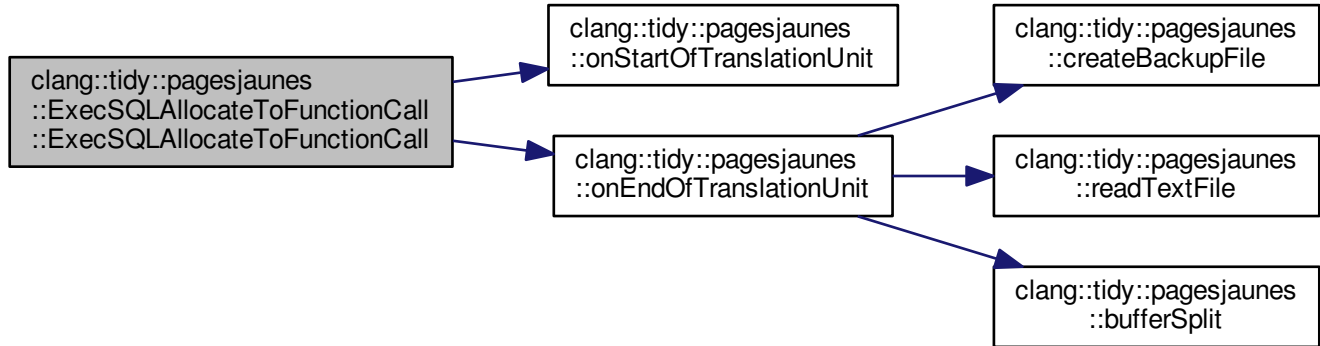 clang::tidy::pagesjaunes
::ExecSQLAllocateToFunctionCall
::ExecSQLAllocateToFunctionCall
clang::tidy::pagesjaunes
::onStartOfTranslationUnit
clang::tidy::pagesjaunes
::onEndOfTranslationUnit
clang::tidy::pagesjaunes
::createBackupFile
clang::tidy::pagesjaunes
::readTextFile
clang::tidy::pagesjaunes
::bufferSplit